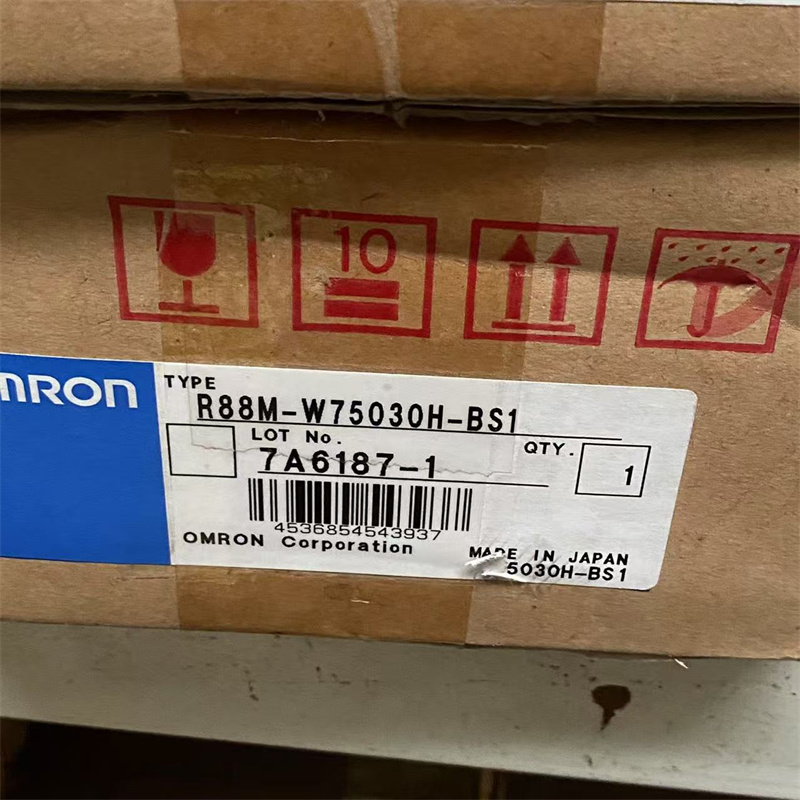 10
MRON
TYPE
R88M-W75030H-BS1
LOT No.
7A6187-1
QTY.
1
4536854543937
OMRON Corporation
MADE IN JAPAN
5030H-BS1